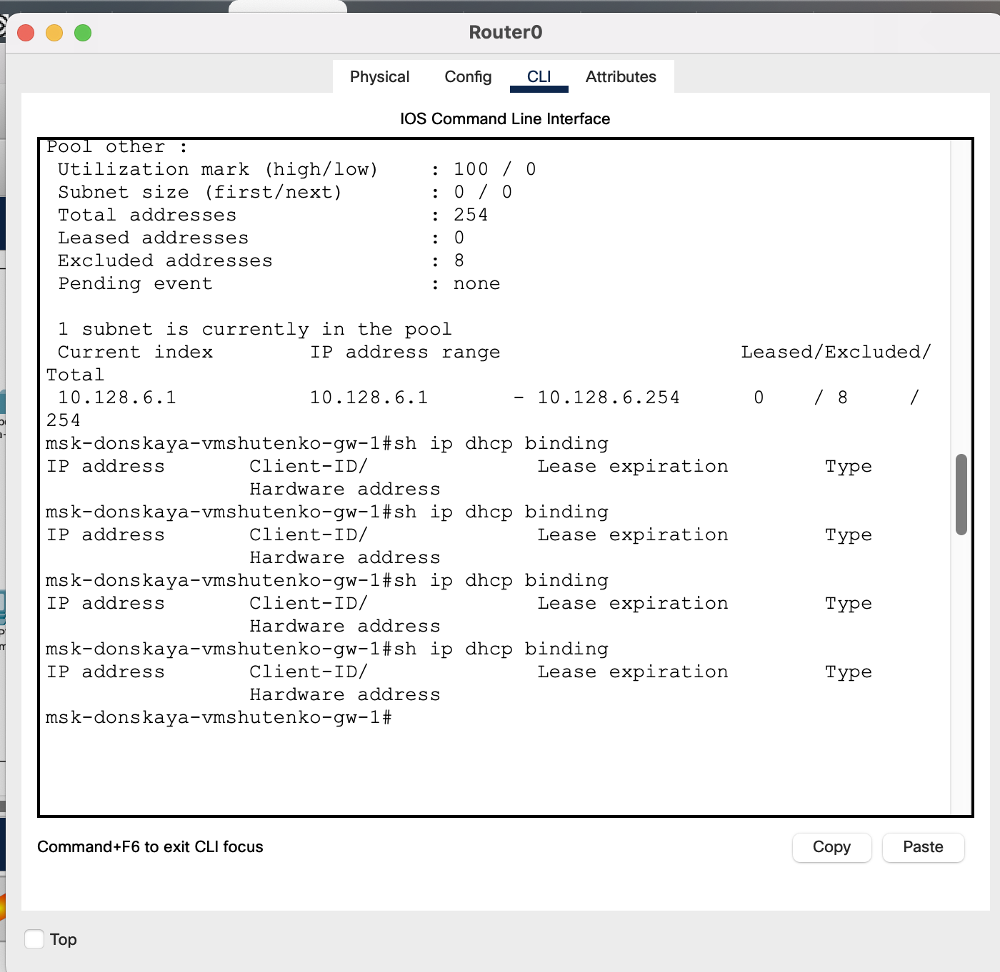 Router0
Physical Config CLI Attributes
IOS Command Line Interface
Pool other :
Utilization mark (high/low) : 100 / 0
Subnet size (first/next) : 0 / 0
Total addresses : 254
Leased addresses : 0
Excluded addresses : 8
Pending event : none
1 subnet is currently in the pool
Current index IP address range Leased/Excluded/
Total
10.128.6.1 10.128.6.1 - 10.128.6.254 0 / 8 /
254
msk-donskaya-vmshutenko-gw-1#sh ip dhcp binding
IP address Client-ID/ Lease expiration Type
Hardware address
msk-donskaya-vmshutenko-gw-1#sh ip dhcp binding
IP address Client-ID/ Lease expiration Type
Hardware address
msk-donskaya-vmshutenko-gw-1#sh ip dhcp binding
IP address Client-ID/ Lease expiration Type
Hardware address
msk-donskaya-vmshutenko-gw-1#sh ip dhcp binding
IP address Client-ID/ Lease expiration Type
Hardware address
msk-donskaya-vmshutenko-gw-1#
Command+F6 to exit CLI focus
Copy Paste
Top